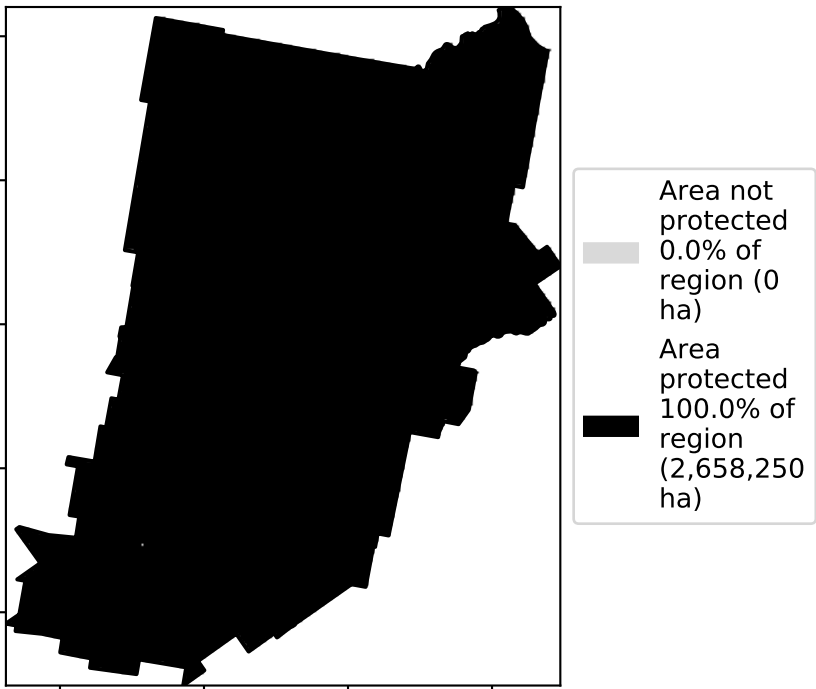 Area not
protected
0.0% of
region (0
ha)
Area
protected
100.0% of
region
(2,658,250
ha)